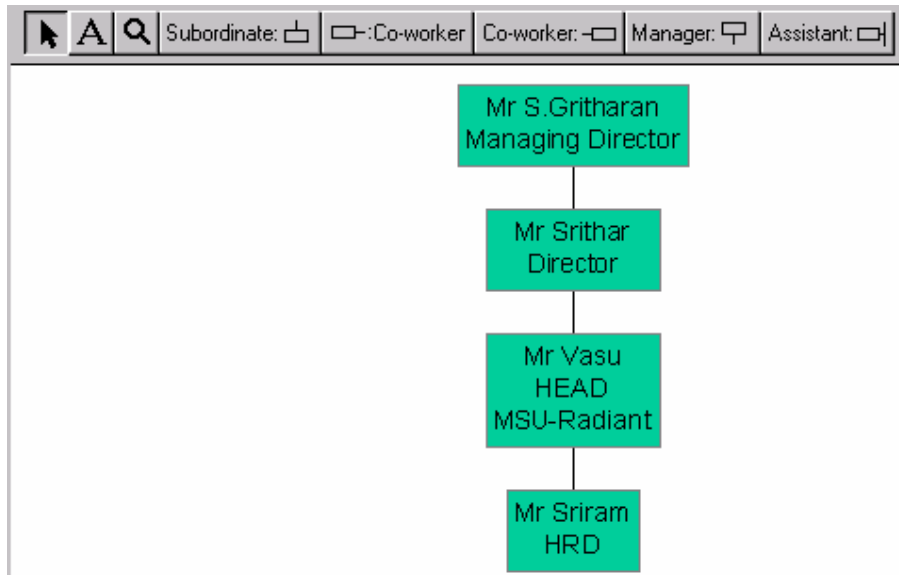 A Subordinate: :Co-worker Co-worker: Manager: Assistant:
Mr S.Gritharan
Managing Director
Mr Srithar
Director
Mr Vasu
HEAD
MSU-Radiant
Mr Sriram
HRD